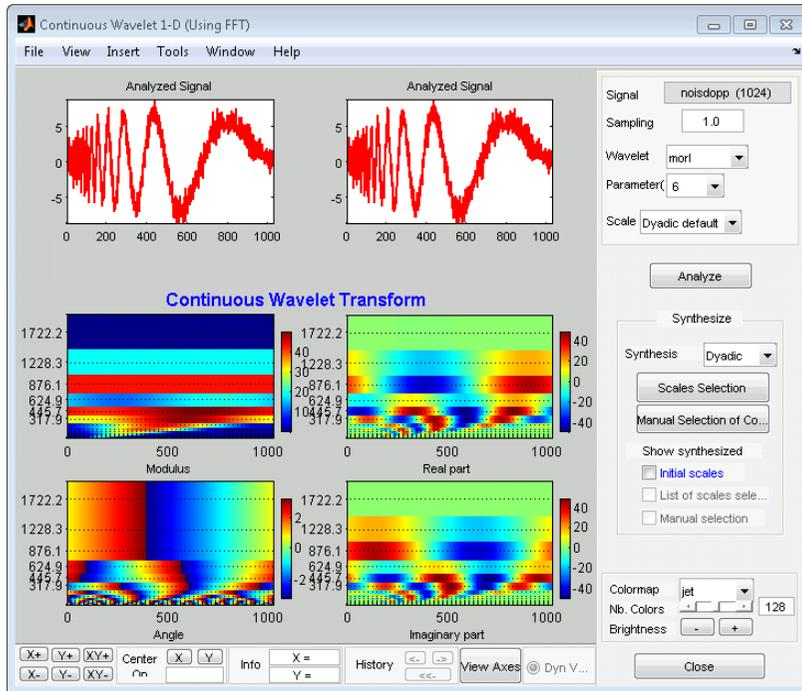 Continuous Wavelet 1-D (Using FFT)
File View Insert Tools Window Help
Analyzed Signal Analyzed Signal
5 0 -5
5 0 -5
0 200 400 600 800 1000
0 200 400 600 800 1000
Continuous Wavelet Transform
1722.2
1228.3
876.1
624.9
445.7
317.9
40
30
20
10
0 500 1000
Modulus
1722.2
1228.3
876.1
624.9
445.7
317.9
40
20
0
-20
-40
0 500 1000
Real part
1722.2
1228.3
876.1
624.9
445.7
317.9
2
0
-2
0 500 1000
Angle
1722.2
1228.3
876.1
624.9
445.7
317.9
40
20
0
-20
-40
0 500 1000
Imaginary part
Signal noisdopp (1024)
Sampling 1.0
Wavelet morl
Parameter( 6
Scale Dyadic default
Analyze
Synthesize
Synthesis Dyadic
Scales Selection
Manual Selection of Co...
Show synthesized
Initial scales
List of scales sele...
Manual selection
Colormap jet
Nb. Colors 128
Brightness - +
X+ Y+ XY+
X- Y- XY-
Center X Y
On
Info X =
Y =
History <- ->
<<-
View Axes
Dyn V...
Close